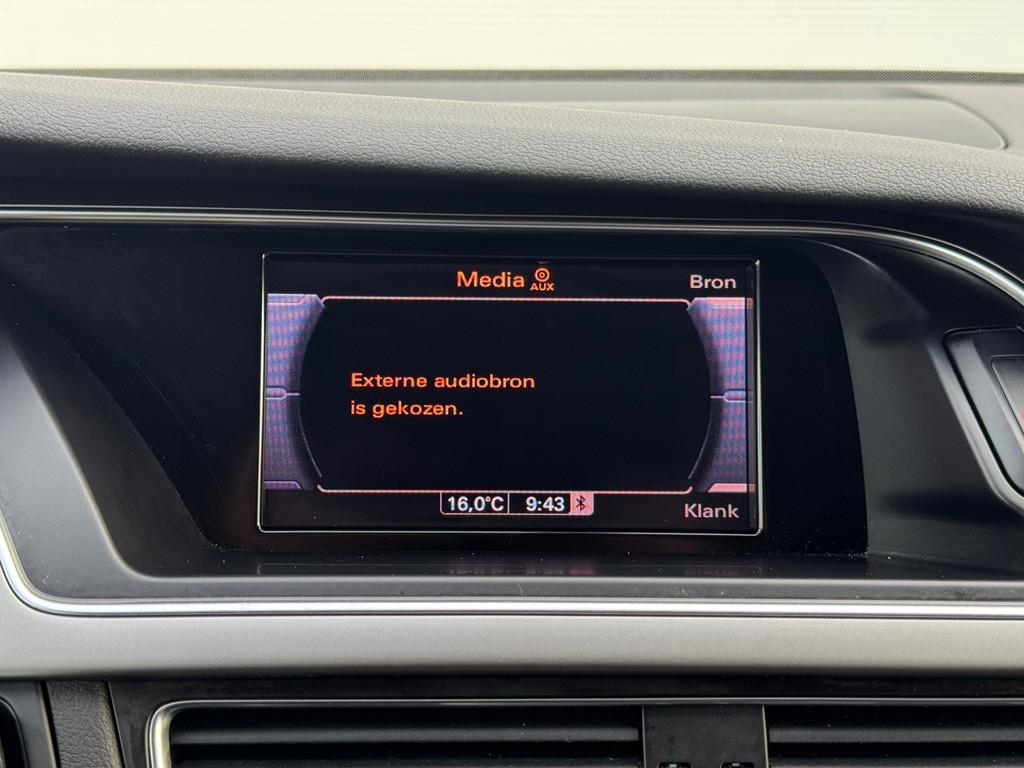 Media AUX
Bron
Externe audiobron
is gekozen.
16,0°C 9:43
Klank